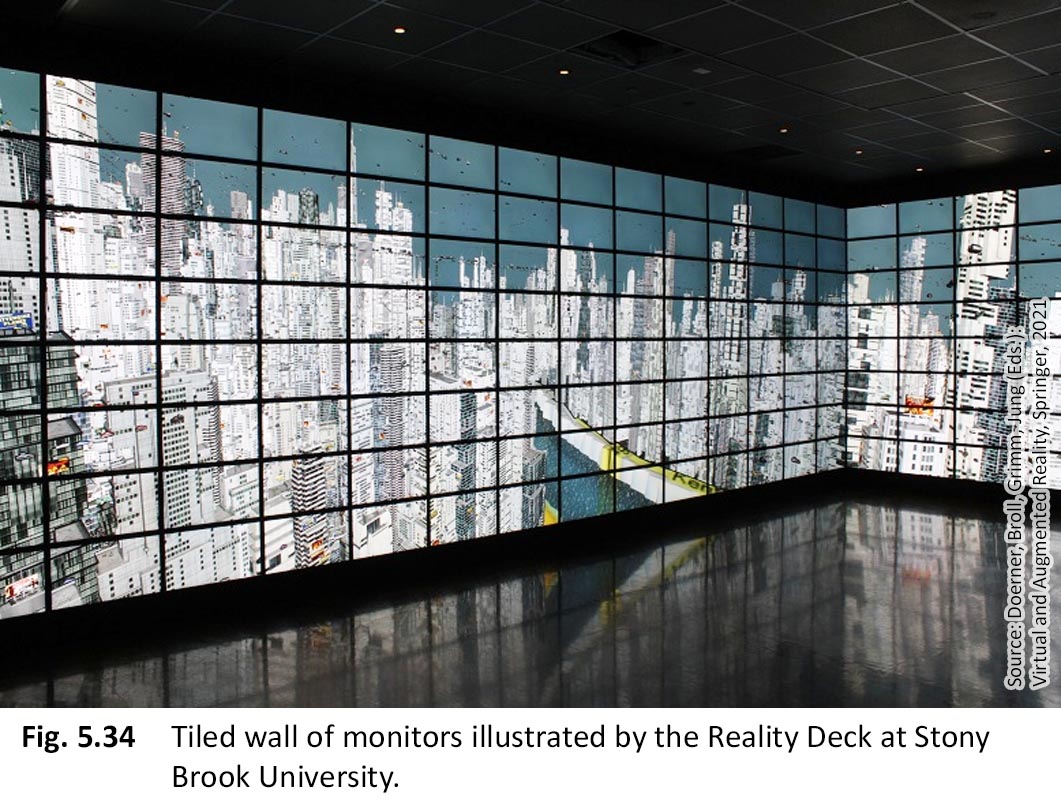 Source: Doerner, Broll, Grimm, Jung (Eds.):
Virtual and Augmented Reality, Springer, 2021
Fig. 5.34 Tiled wall of monitors illustrated by the Reality Deck at Stony
Brook University.